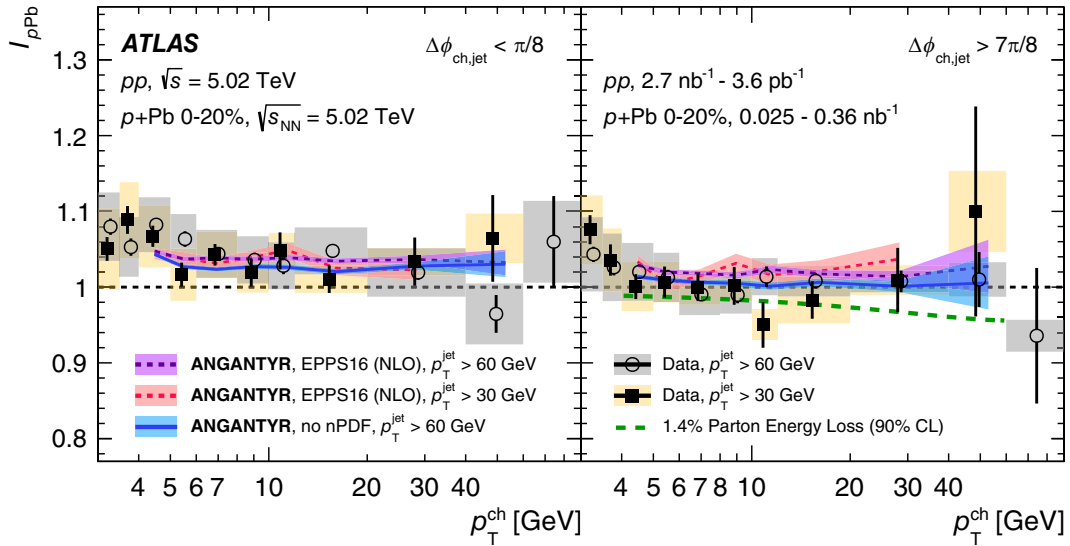 I_pPb
1.3
1.2
1.1
1
0.9
0.8
ATLAS
Δϕ_ch,jet < π/8
pp, √s = 5.02 TeV
p+Pb 0-20%, √s_NN = 5.02 TeV
ANGANTYR, EPPS16 (NLO), p_T^jet > 60 GeV
ANGANTYR, EPPS16 (NLO), p_T^jet > 30 GeV
ANGANTYR, no nPDF, p_T^jet > 60 GeV
4 5 6 7 10 20 30 40
p_T^ch [GeV]
Δϕ_ch,jet > 7π/8
pp, 2.7 nb⁻¹ - 3.6 pb⁻¹
p+Pb 0-20%, 0.025 - 0.36 nb⁻¹
Data, p_T^jet > 60 GeV
Data, p_T^jet > 30 GeV
1.4% Parton Energy Loss (90% CL)
4 5 6 7 8 10 20 30 40
p_T^ch [GeV]